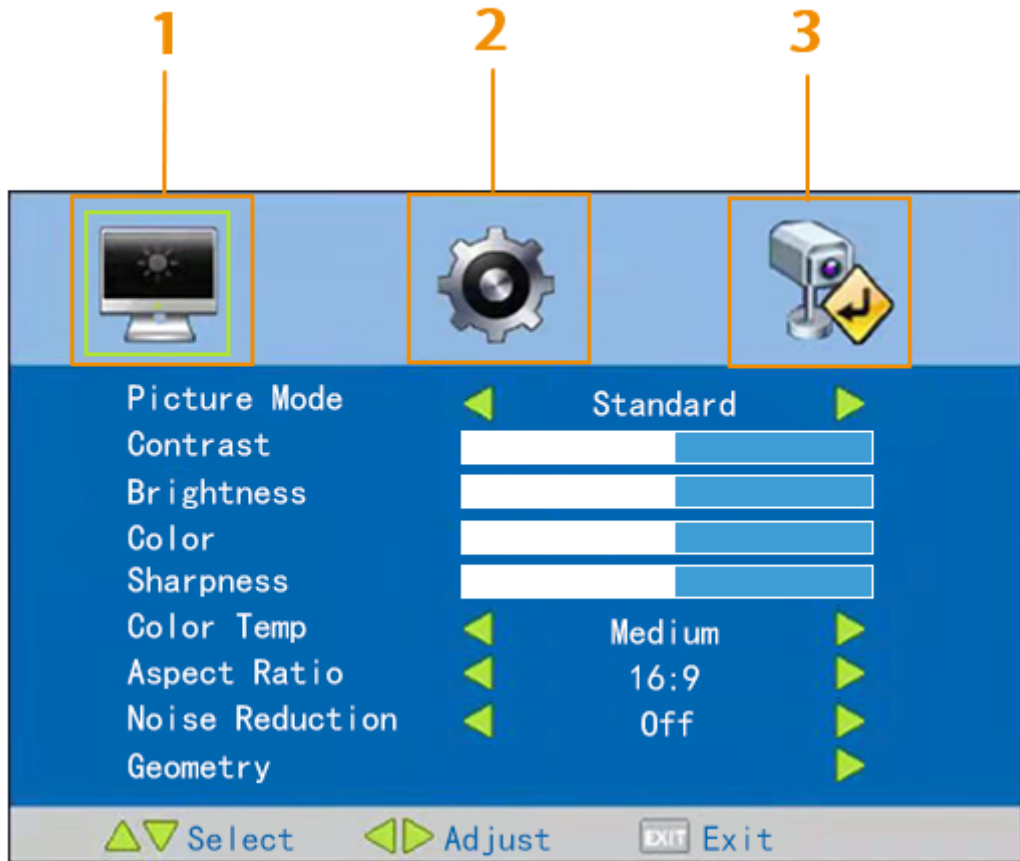 1 2 3
Picture Mode Standard
Contrast
Brightness
Color
Sharpness
Color Temp Medium
Aspect Ratio 16:9
Noise Reduction Off
Geometry
Select Adjust EXIT Exit